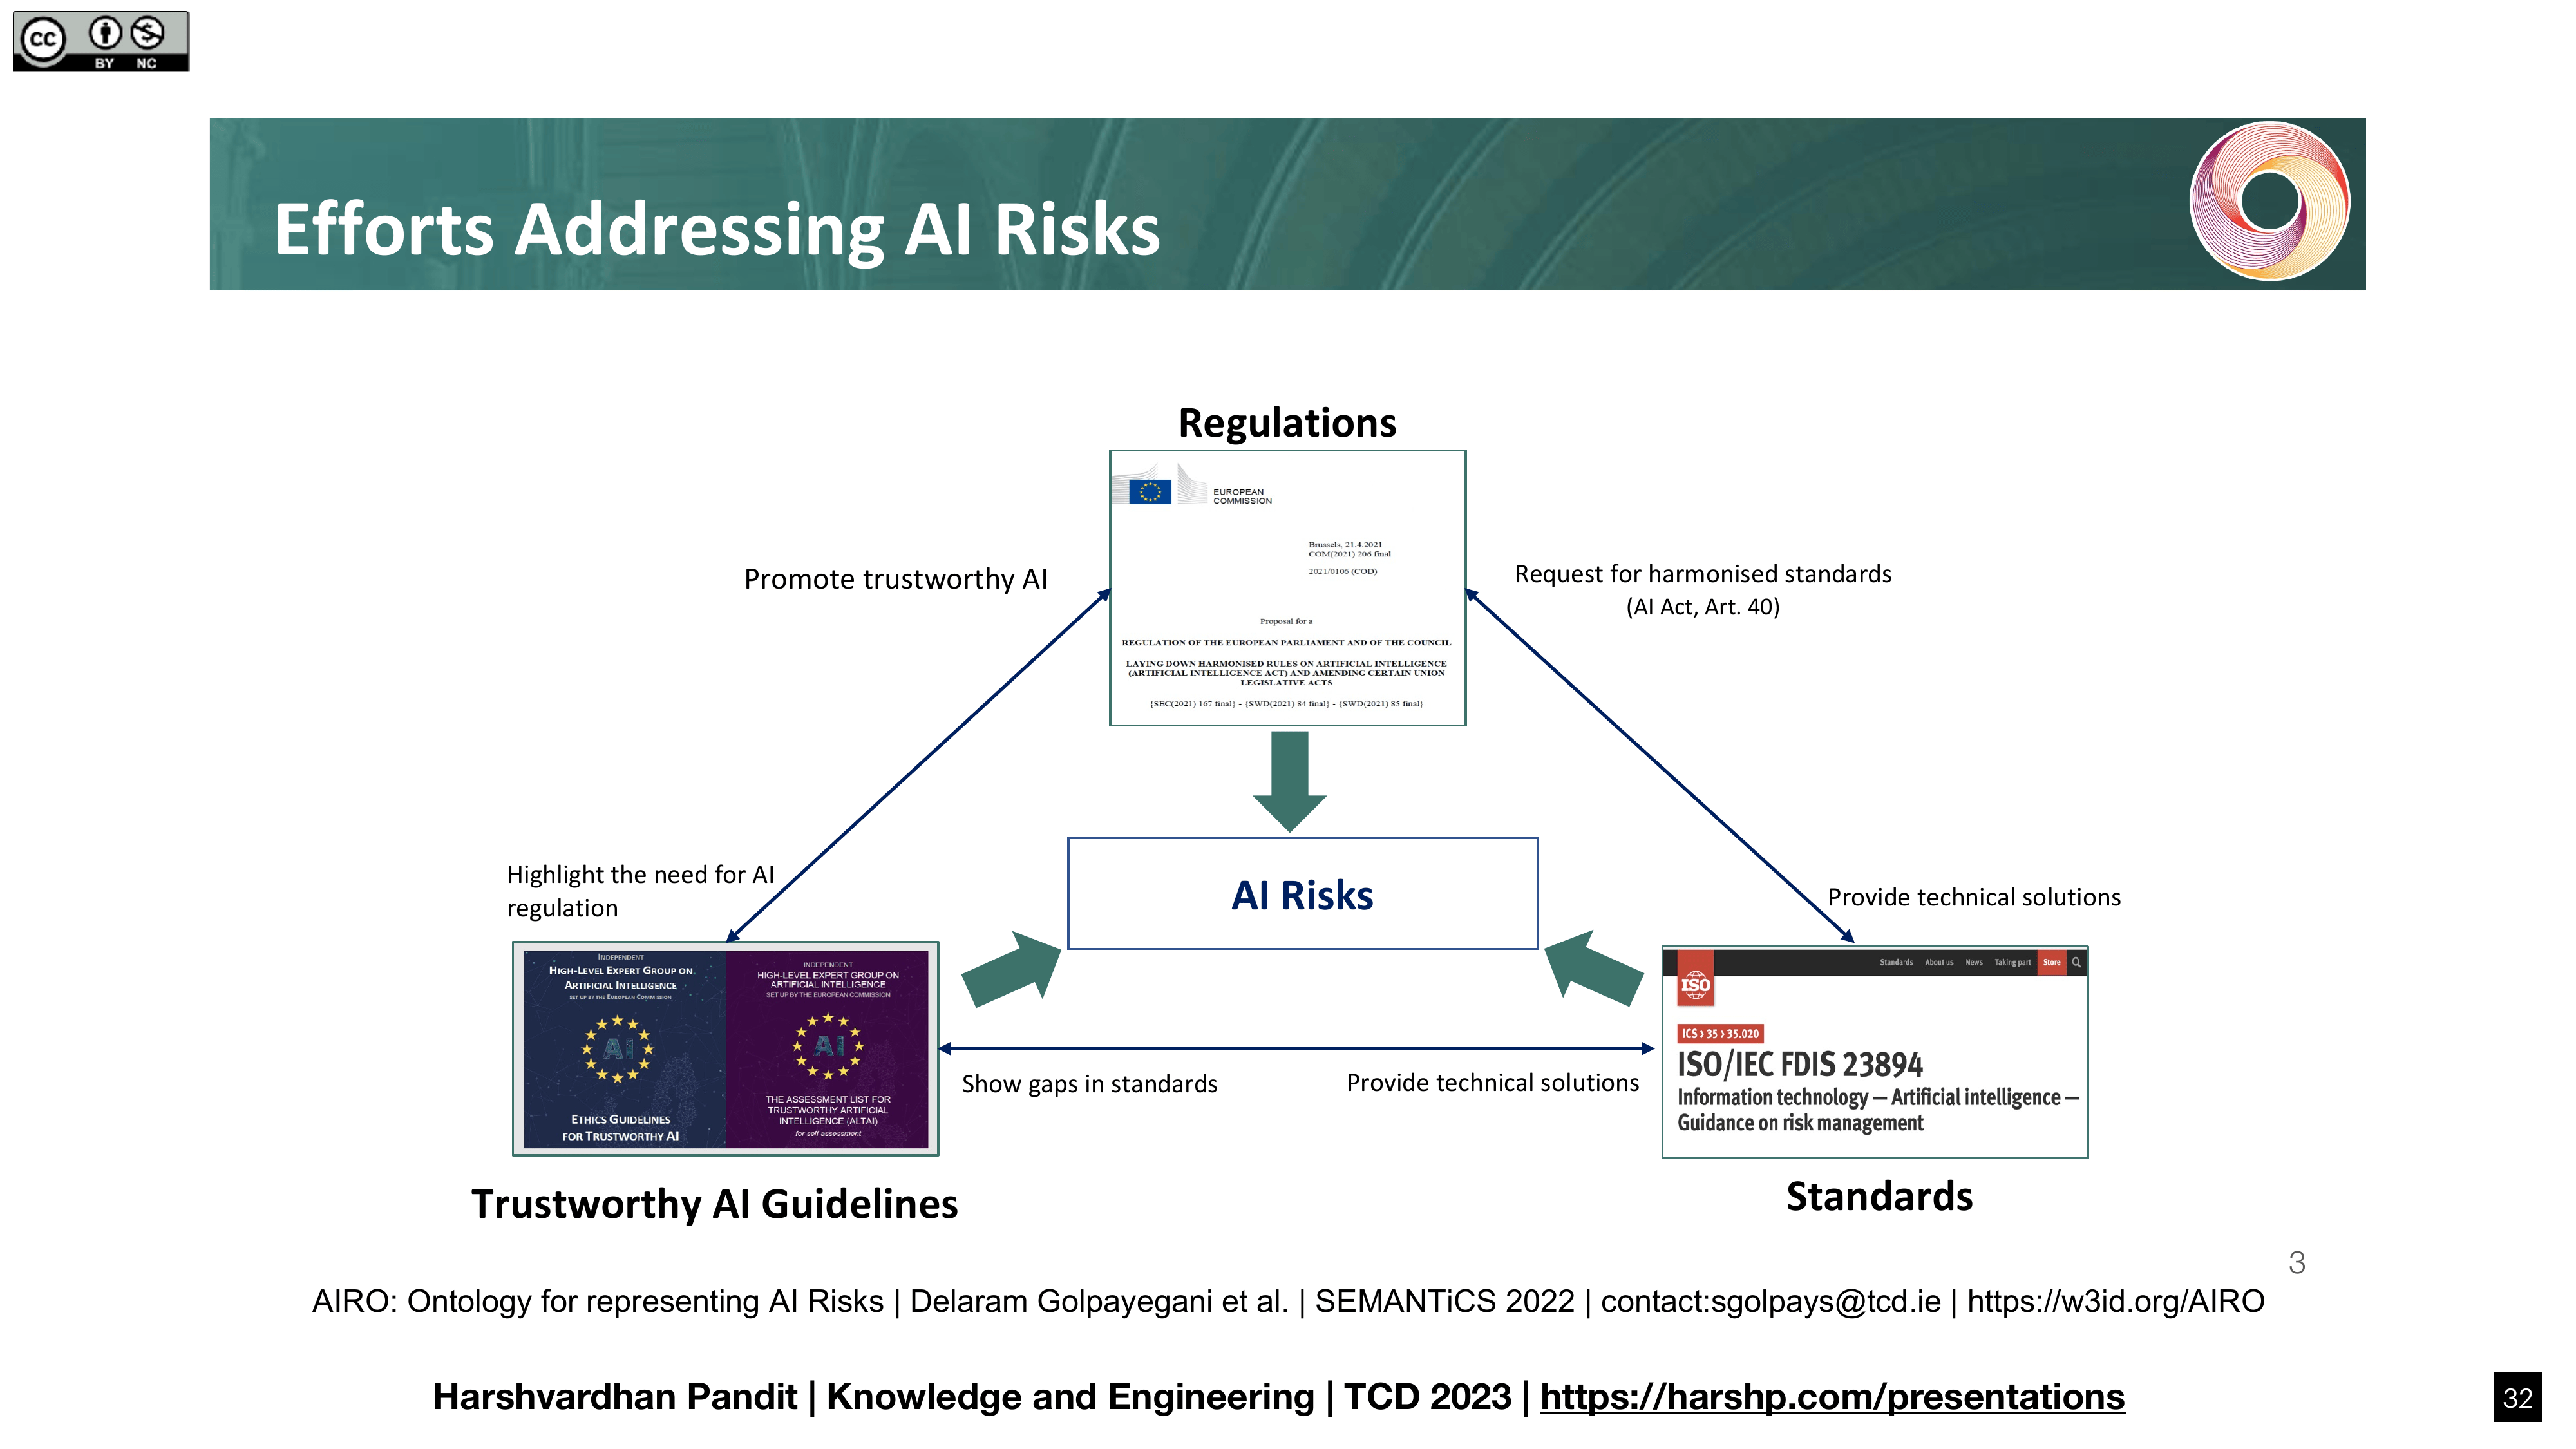 cc
BY NC
Efforts Addressing AI Risks
Regulations
EUROPEAN
COMMISSION
Brussels, 21.4.2021
COM(2021) 206 final
2021/0106 (COD)
Proposal for a
REGULATION OF THE EUROPEAN PARLIAMENT AND OF THE COUNCIL
LAYING DOWN HARMONISED RULES ON ARTIFICIAL INTELLIGENCE
(ARTIFICIAL INTELLIGENCE ACT) AND AMENDING CERTAIN UNION
LEGISLATIVE ACTS
{SEC(2021) 167 final} - {SWD(2021) 84 final} - {SWD(2021) 85 final}
Promote trustworthy AI
Request for harmonised standards
(AI Act, Art. 40)
Highlight the need for AI
regulation
AI Risks
Provide technical solutions
INDEPENDENT
HIGH-LEVEL EXPERT GROUP ON
ARTIFICIAL INTELLIGENCE
SET UP BY THE EUROPEAN COMMISSION
AI
ETHICS GUIDELINES
FOR TRUSTWORTHY AI
INDEPENDENT
HIGH-LEVEL EXPERT GROUP ON
ARTIFICIAL INTELLIGENCE
SET UP BY THE EUROPEAN COMMISSION
AI
THE ASSESSMENT LIST FOR
TRUSTWORTHY ARTIFICIAL
INTELLIGENCE (ALTAI)
for self assessment
Show gaps in standards
Provide technical solutions
Standards About us News Taking part Store
ISO
ICS > 35 > 35.020
ISO/IEC FDIS 23894
Information technology — Artificial intelligence —
Guidance on risk management
Trustworthy AI Guidelines
Standards
3
AIRO: Ontology for representing AI Risks | Delaram Golpayegani et al. | SEMANTiCS 2022 | contact:sgolpays@tcd.ie | https://w3id.org/AIRO
Harshvardhan Pandit | Knowledge and Engineering | TCD 2023 | https://harshp.com/presentations
32